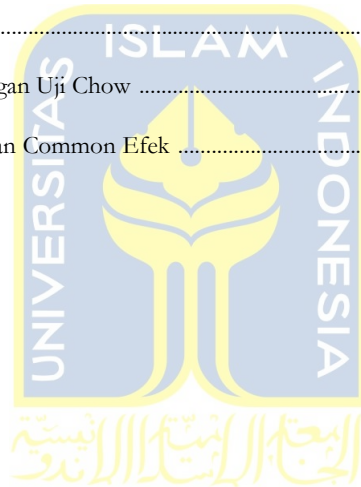 ....................................................................
ISLAM
gan Uji Chow ..........................................
an Common Efek ...................................
UNIVERSITAS
INDONESIA